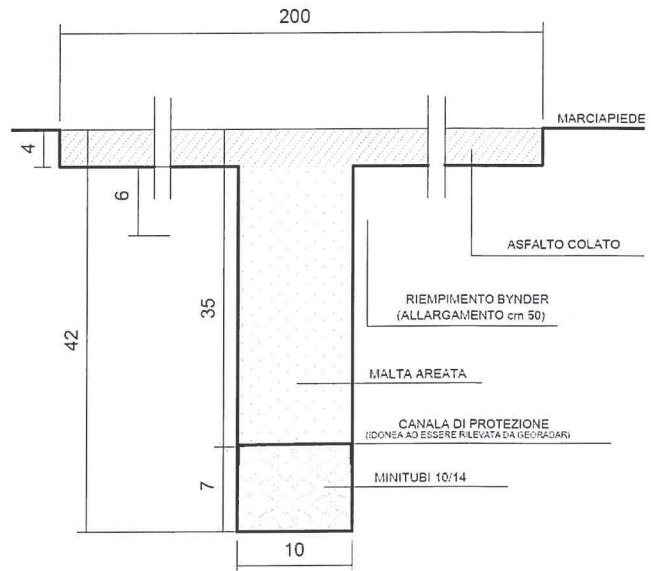 200
MARCIAPIEDE
4
6
ASFALTO COLATO
RIEMPIMENTO BYNDER
(ALLARGAMENTO cm 50)
35
42
MALTA AREATA
CANALA DI PROTEZIONE
(IDONEA AD ESSERE RILEVATA DA GEORADAR)
MINITUBI 10/14
7
10